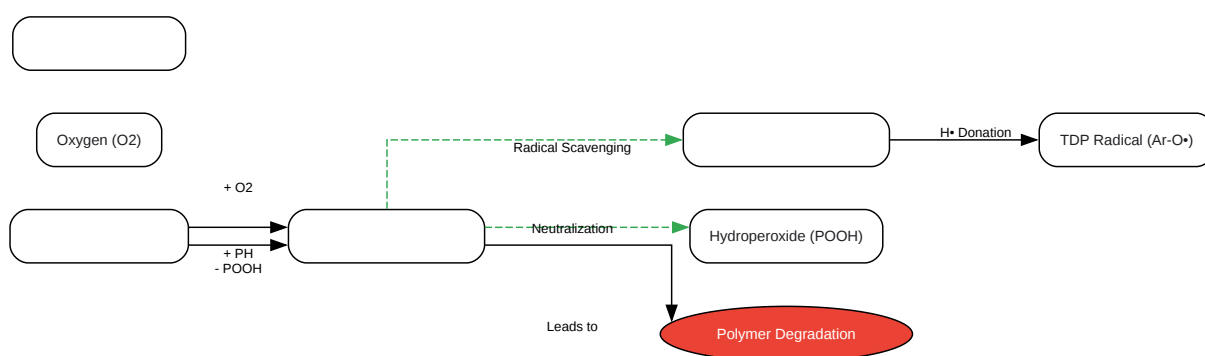 Oxygen (O2)
Radical Scavenging
H• Donation
TDP Radical (Ar-O•)
+ O2
Neutralization
Hydroperoxide (POOH)
+ PH
- POOH
Leads to
Polymer Degradation